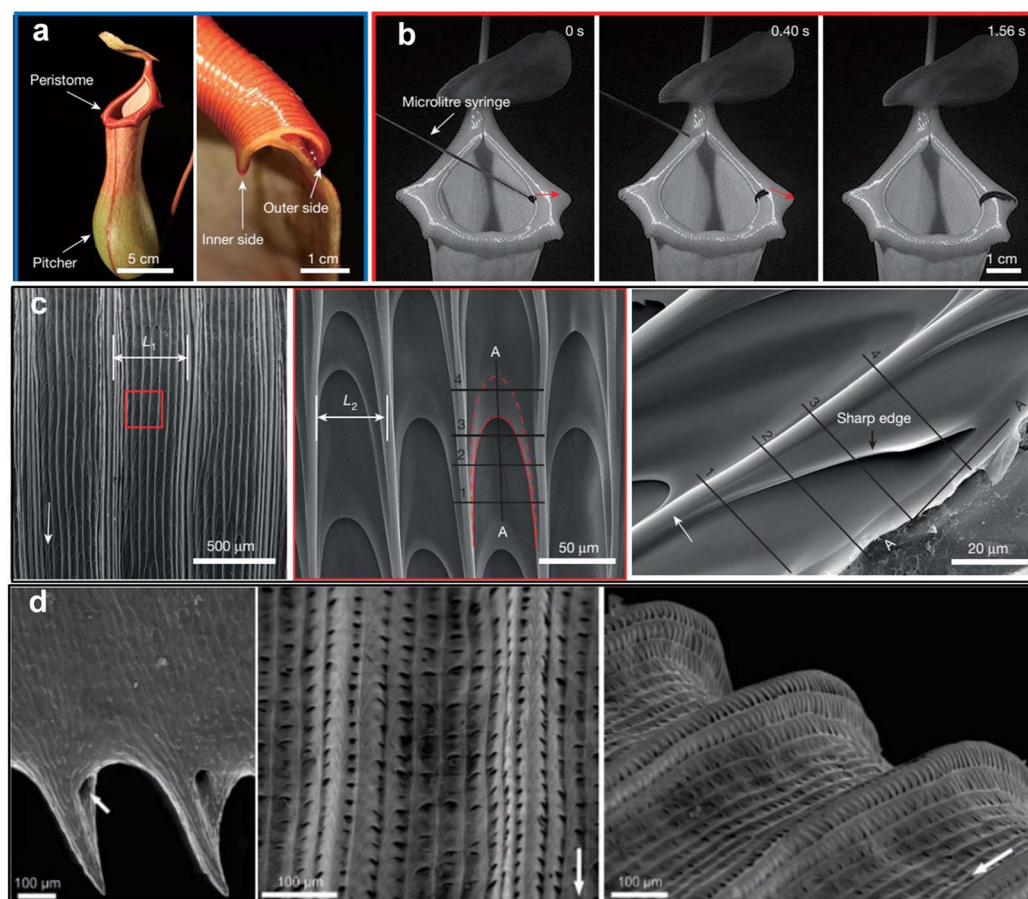 a
Peristome
Pitcher
5 cm
Outer side
Inner side
1 cm
b
0 s
Microlitre syringe
0.40 s
1.56 s
1 cm
c
L1
500 µm
L2
A
4
3
2
1
A
50 µm
4
3
Sharp edge
2
1
A
A
20 µm
d
100 µm
100 µm
100 µm